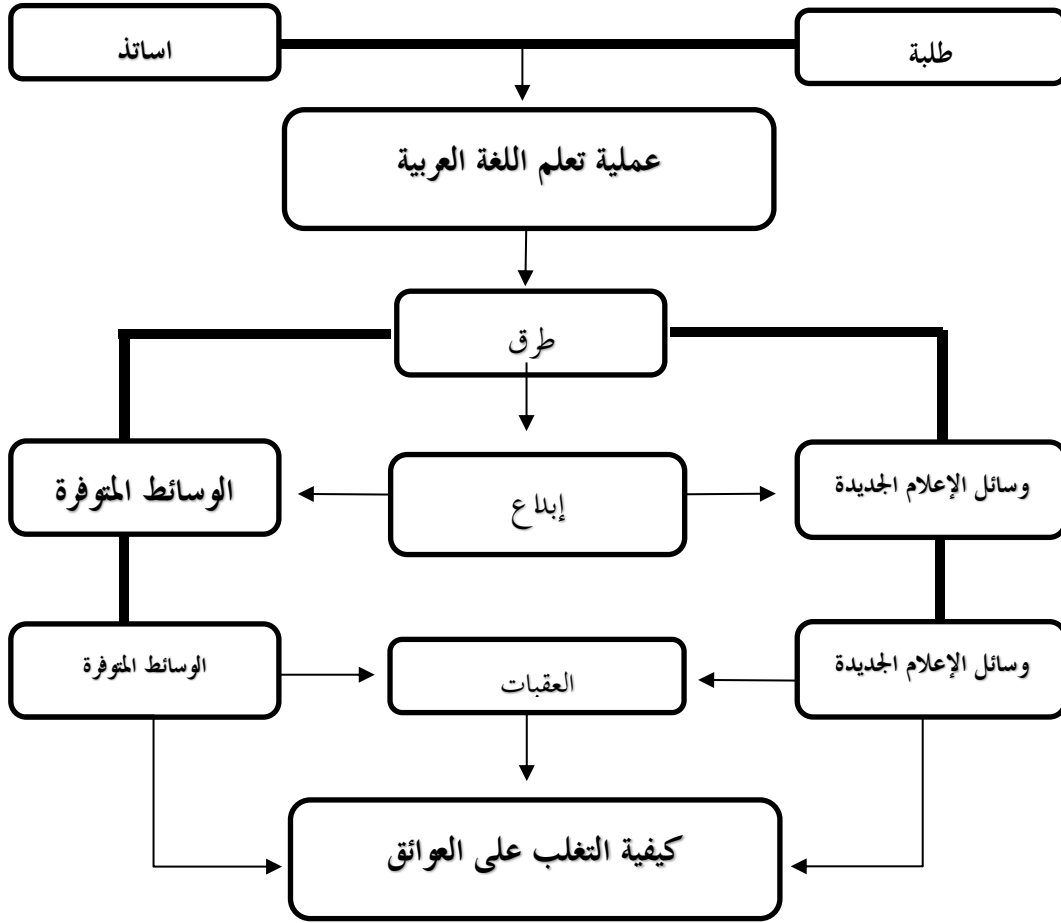 طلبة
اساتذ
عملية تعلم اللغة العربية
طرق
وسائل الإعلام الجديدة
إبداع
الوسائط المتوفرة
وسائل الإعلام الجديدة
العقبات
الوسائط المتوفرة
كيفية التغلب على العوائق